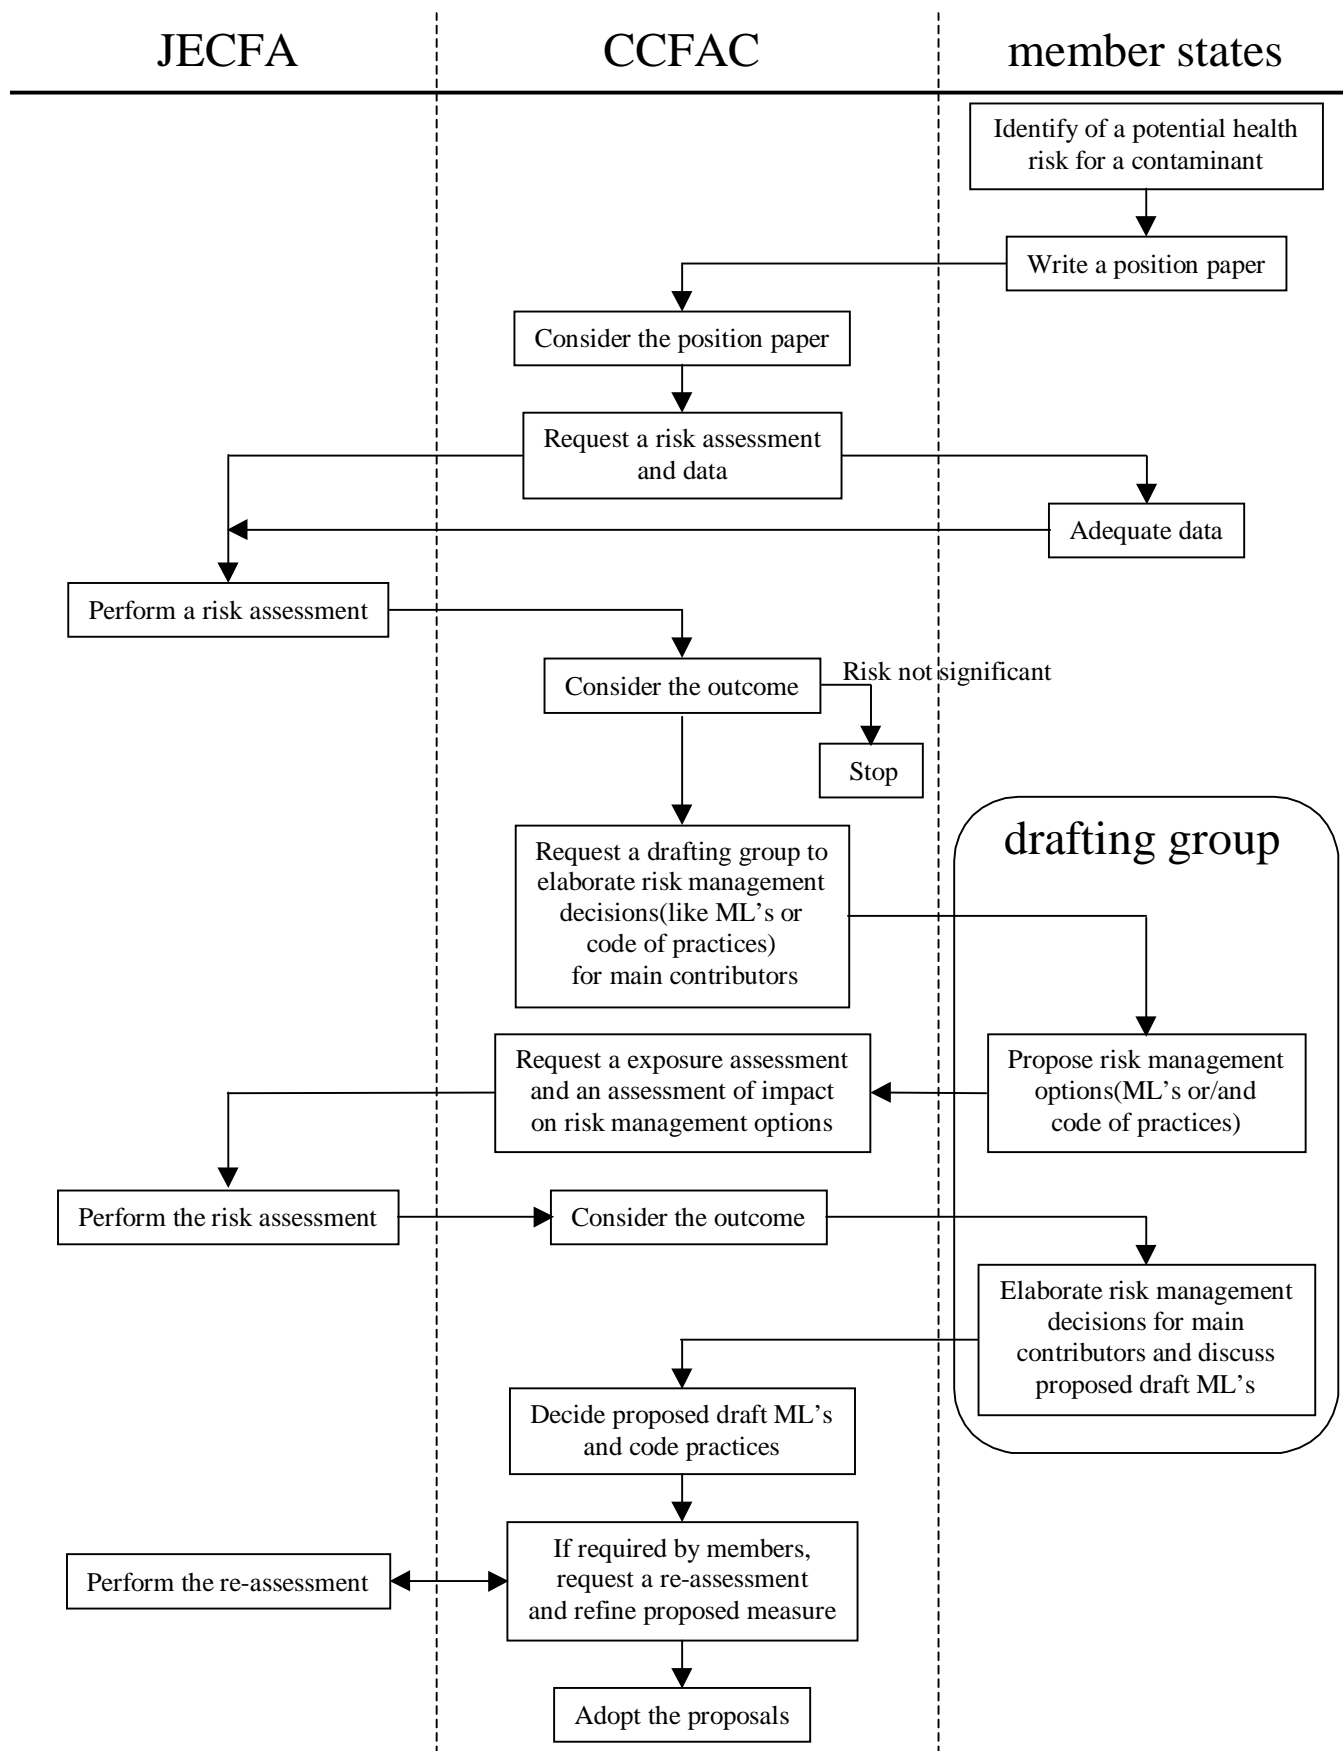 JECFA
CCFAC
member states
Identify of a potential health
risk for a contaminant
Write a position paper
Consider the position paper
Request a risk assessment
and data
Adequate data
Perform a risk assessment
Consider the outcome
Risk not significant
Stop
drafting group
Request a drafting group to
elaborate risk management
decisions(like ML’s or
code of practices)
for main contributors
Propose risk management
options(ML’s or/and
code of practices)
Request a exposure assessment
and an assessment of impact
on risk management options
Perform the risk assessment
Consider the outcome
Elaborate risk management
decisions for main
contributors and discuss
proposed draft ML’s
Decide proposed draft ML’s
and code practices
If required by members,
request a re-assessment
and refine proposed measure
Perform the re-assessment
Adopt the proposals